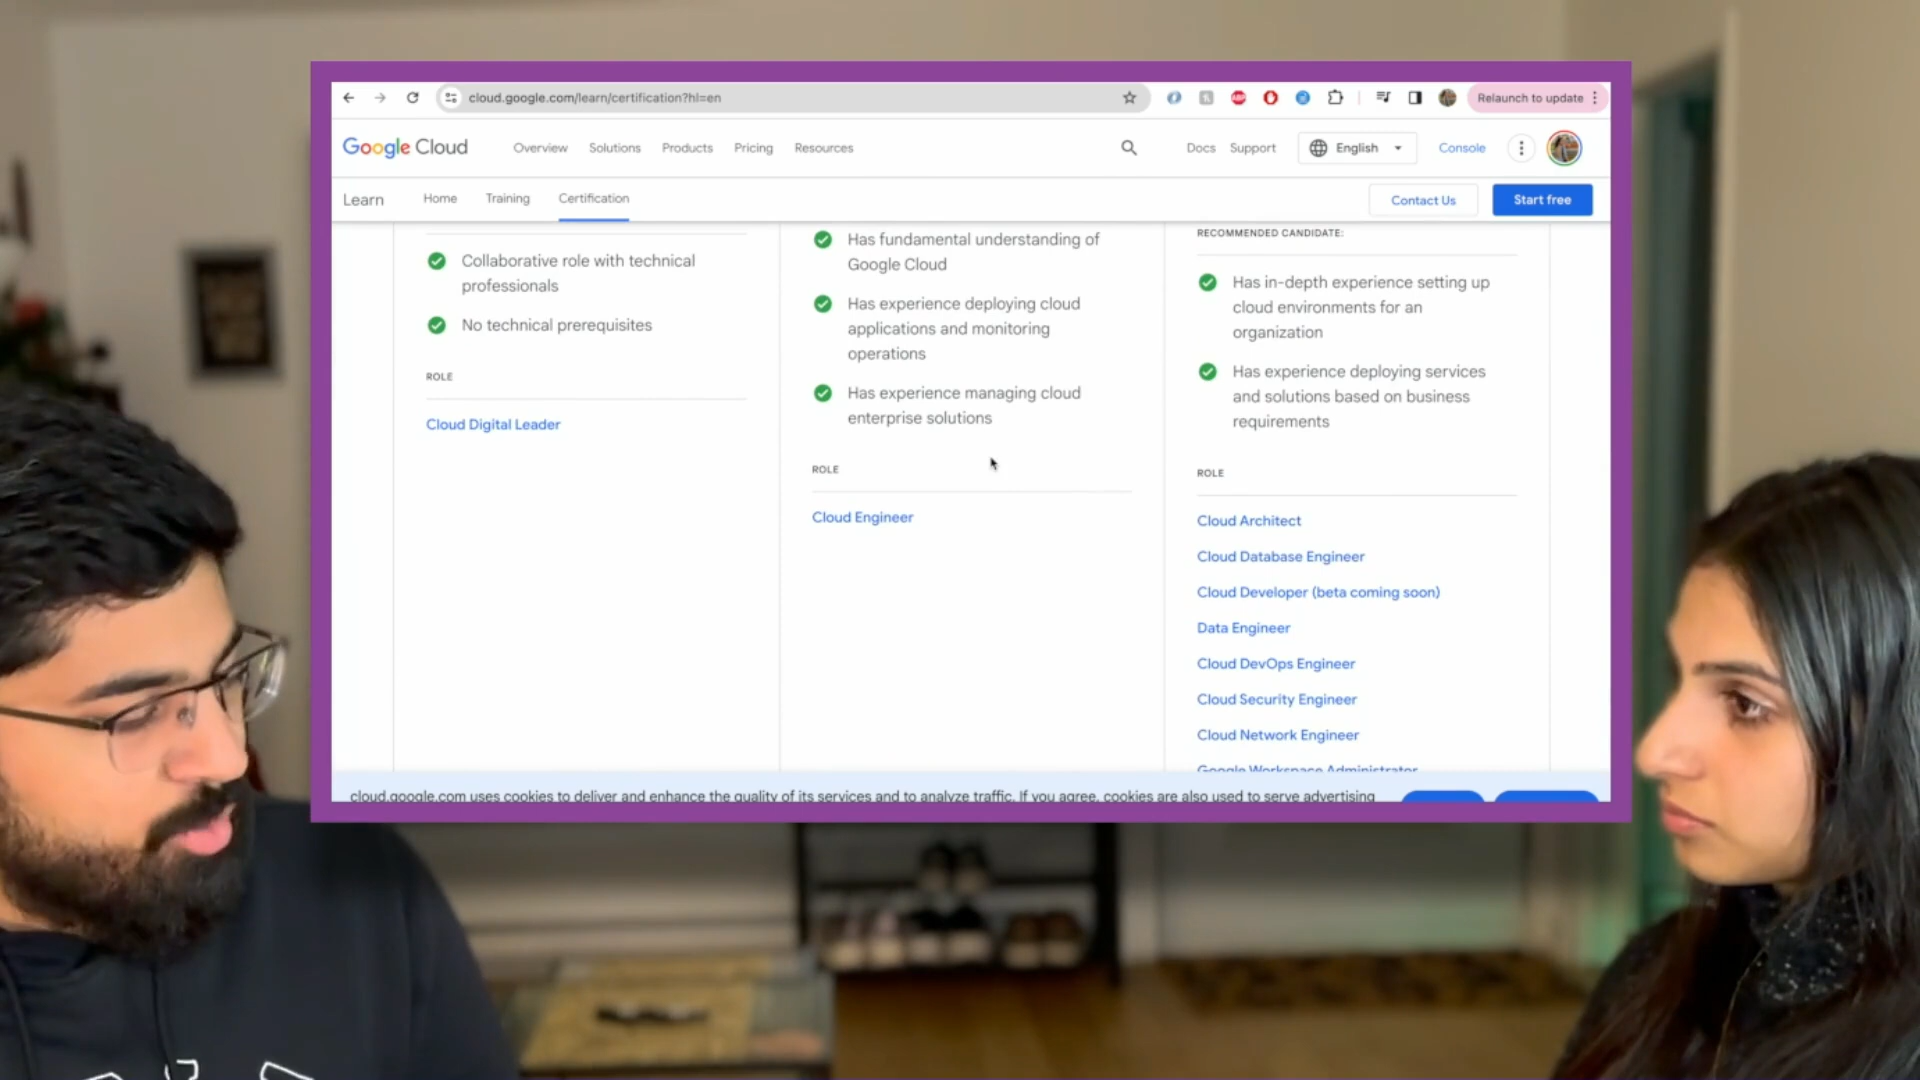 cloud.google.com/learn/certification?hl=en
Relaunch to update
Google Cloud
Overview
Solutions
Products
Pricing
Resources
Docs
Support
English
Console
Learn
Home
Training
Certification
Contact Us
Start free
Collaborative role with technical
professionals
No technical prerequisites
ROLE
Cloud Digital Leader
Has fundamental understanding of
Google Cloud
Has experience deploying cloud
applications and monitoring
operations
Has experience managing cloud
enterprise solutions
ROLE
Cloud Engineer
RECOMMENDED CANDIDATE:
Has in-depth experience setting up
cloud environments for an
organization
Has experience deploying services
and solutions based on business
requirements
ROLE
Cloud Architect
Cloud Database Engineer
Cloud Developer (beta coming soon)
Data Engineer
Cloud DevOps Engineer
Cloud Security Engineer
Cloud Network Engineer
Google Workspace Administrator
cloud.google.com uses cookies to deliver and enhance the quality of its services and to analyze traffic. If you agree, cookies are also used to serve advertising